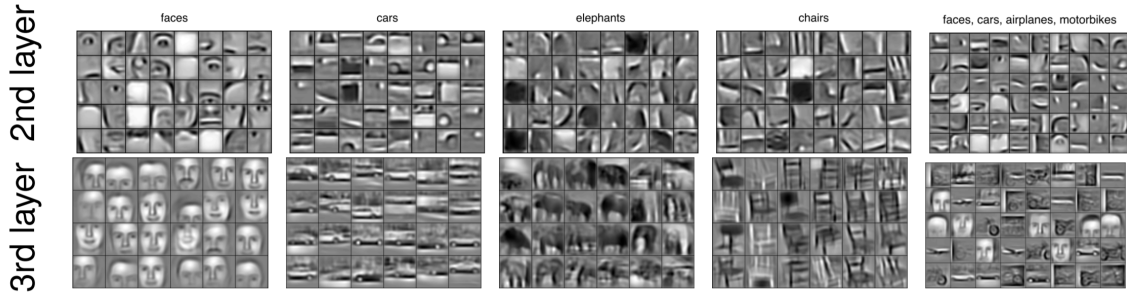 faces
cars
elephants
chairs
faces, cars, airplanes, motorbikes
2nd layer
3rd layer